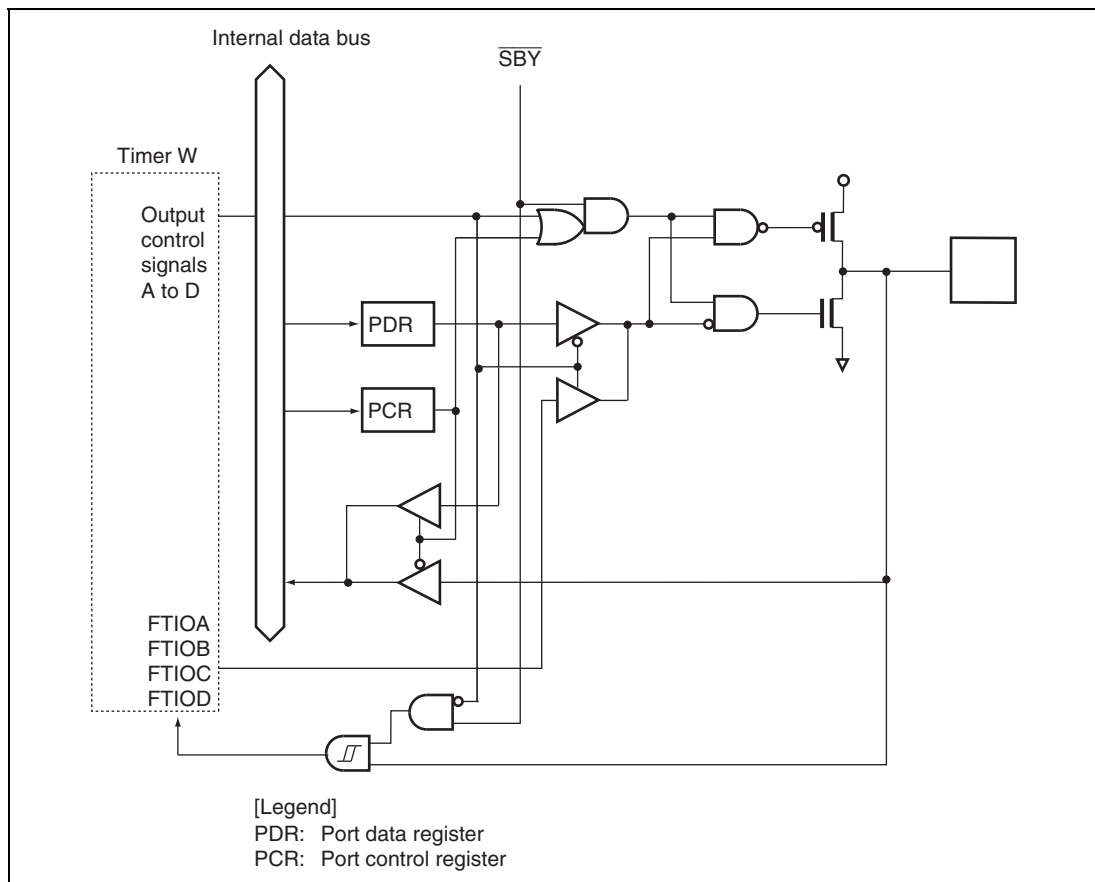 Internal data bus
S̅B̅Y̅
Timer W
Output
control
signals
A to D
PDR
PCR
FTIOA
FTIOB
FTIOC
FTIOD
[Legend]
PDR: Port data register
PCR: Port control register